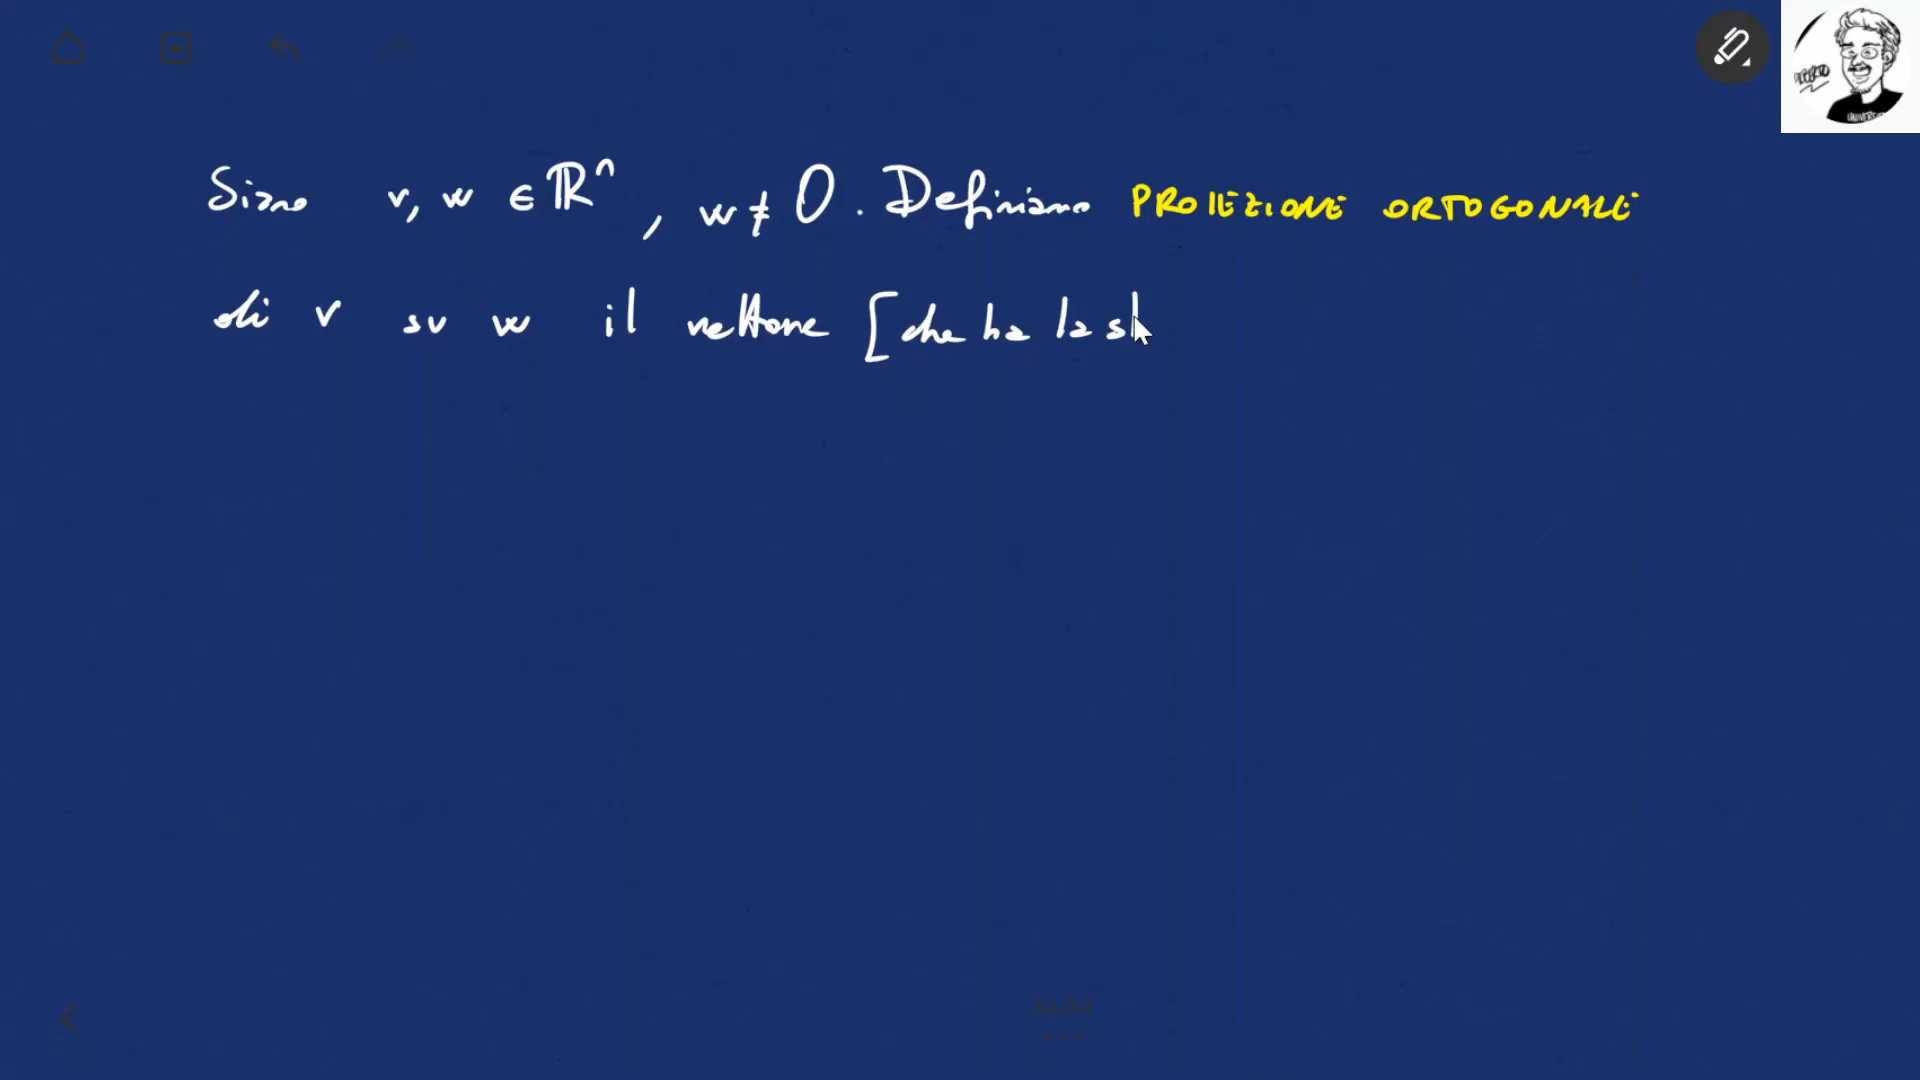 Siano v, w ∈ ℝⁿ, w ≠ 0. Definiamo PROIEZIONE ORTOGONALE
di v su w il vettore [che ha la st